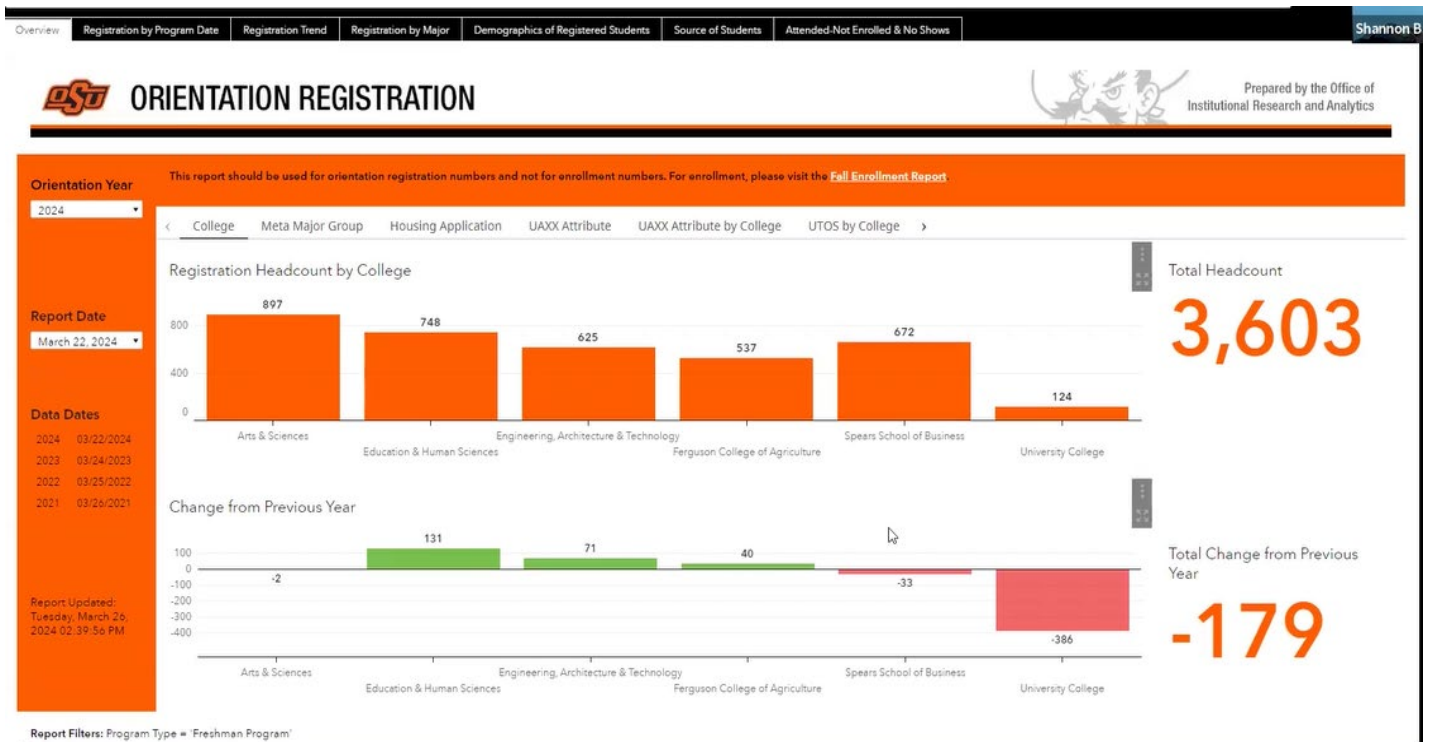 Overview Registration by Program Date Registration Trend Registration by Major Demographics of Registered Students Source of Students Attended-Not Enrolled & No Shows
Shannon B
OSU ORIENTATION REGISTRATION
Prepared by the Office of
Institutional Research and Analytics
This report should be used for orientation registration numbers and not for enrollment numbers. For enrollment, please visit the Fall Enrollment Report.
Orientation Year
2024
Report Date
March 22, 2024
Data Dates
2024 03/22/2024
2023 03/24/2023
2022 03/25/2022
2021 03/26/2021
Report Updated:
Tuesday, March 26,
2024 02:39:56 PM
College Meta Major Group Housing Application UAXX Attribute UAXX Attribute by College UTOS by College
Registration Headcount by College
897
748
625
537
672
124
800
400
0
Arts & Sciences
Education & Human Sciences
Engineering, Architecture & Technology
Ferguson College of Agriculture
Spears School of Business
University College
Total Headcount
3,603
Change from Previous Year
131
71
40
-2
-33
-386
100
0
-100
-200
-300
-400
Arts & Sciences
Education & Human Sciences
Engineering, Architecture & Technology
Ferguson College of Agriculture
Spears School of Business
University College
Total Change from Previous
Year
-179
Report Filters: Program Type = 'Freshman Program'